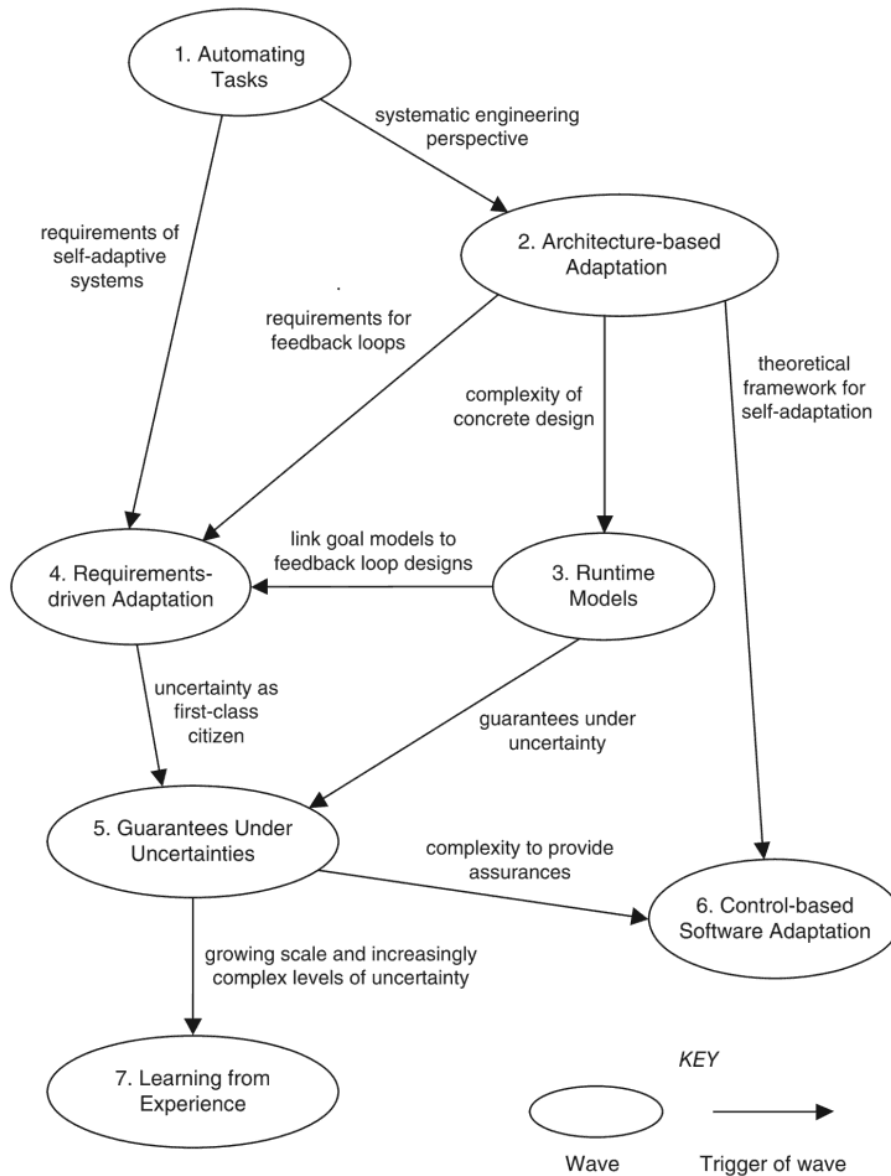 1. Automating
Tasks
systematic engineering
perspective
requirements of
self-adaptive
systems
2. Architecture-based
Adaptation
requirements for
feedback loops
complexity of
concrete design
theoretical
framework for
self-adaptation
link goal models to
feedback loop designs
4. Requirements-
driven Adaptation
3. Runtime
Models
uncertainty as
first-class
citizen
guarantees under
uncertainty
5. Guarantees Under
Uncertainties
complexity to provide
assurances
6. Control-based
Software Adaptation
growing scale and increasingly
complex levels of uncertainty
7. Learning from
Experience
KEY
Wave
Trigger of wave